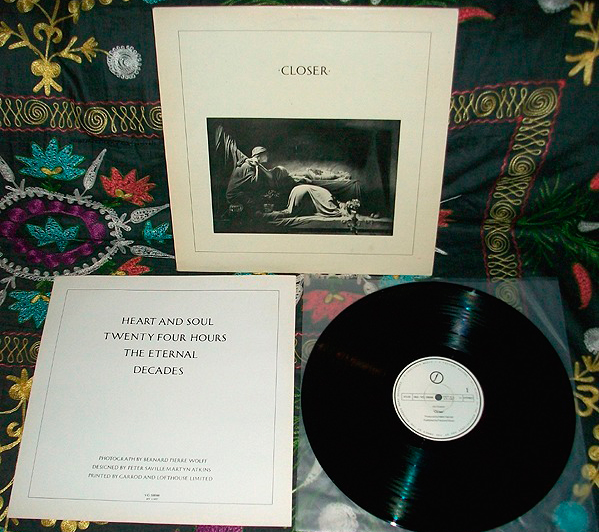 ·CLOSER·
HEART AND SOUL
TWENTY FOUR HOURS
THE ETERNAL
DECADES
PHOTOGRAPH BY BERNARD PIERRE WOLFF
DESIGNED BY PETER SAVILLE MARTYN ATKINS
PRINTED BY GARROD AND LOFTHOUSE LIMITED